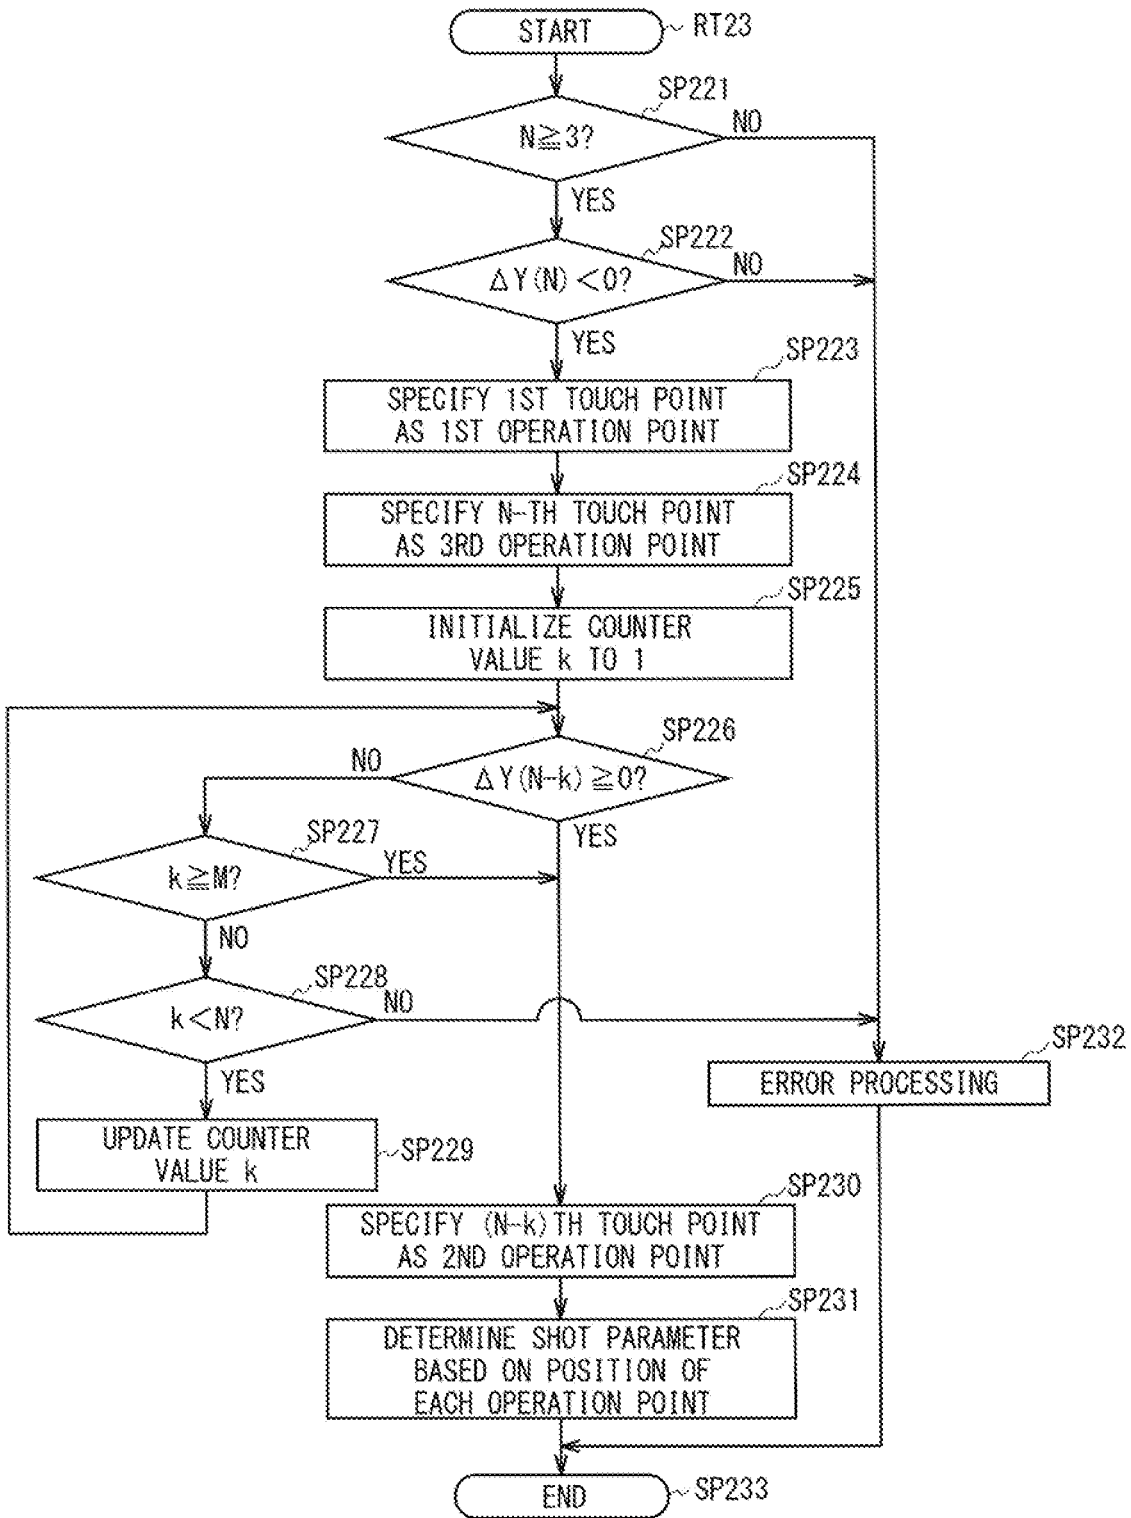 START
RT23
SP221
N≧3?
NO
YES
SP222
ΔY(N)<0?
NO
YES
SP223
SPECIFY 1ST TOUCH POINT
AS 1ST OPERATION POINT
SP224
SPECIFY N-TH TOUCH POINT
AS 3RD OPERATION POINT
SP225
INITIALIZE COUNTER
VALUE k TO 1
SP226
NO
ΔY(N-k)≧0?
YES
SP227
k≧M?
YES
NO
SP228
k<N?
NO
YES
SP232
ERROR PROCESSING
UPDATE COUNTER
VALUE k
SP229
SP230
SPECIFY (N-k)TH TOUCH POINT
AS 2ND OPERATION POINT
SP231
DETERMINE SHOT PARAMETER
BASED ON POSITION OF
EACH OPERATION POINT
END
SP233